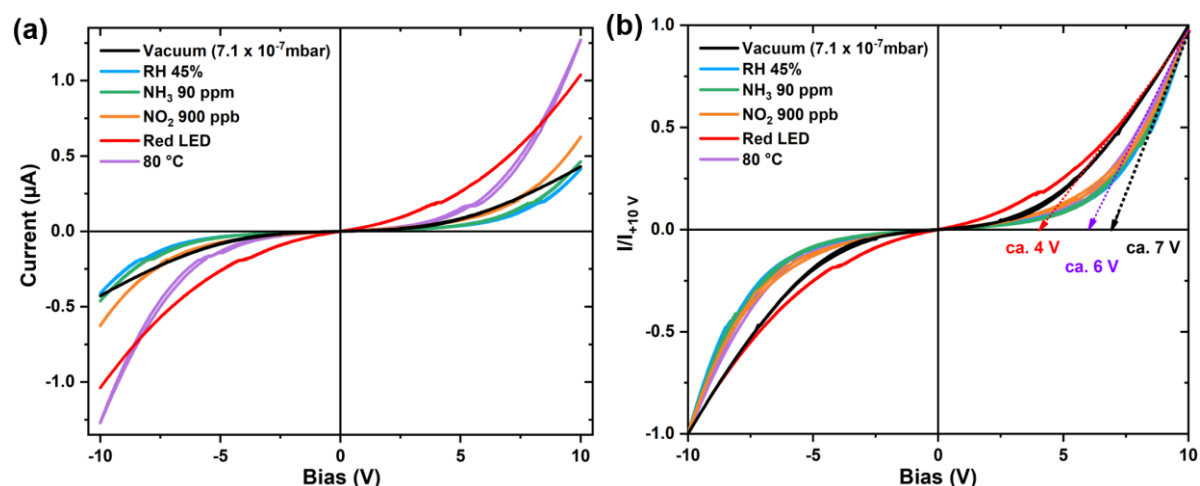 (a)
Vacuum (7.1 x 10⁻⁷mbar)
RH 45%
NH₃ 90 ppm
NO₂ 900 ppb
Red LED
80 °C
1.0
0.5
0.0
-0.5
-1.0
Current (µA)
-10
-5
0
5
10
Bias (V)
(b)
Vacuum (7.1 x 10⁻⁷mbar)
RH 45%
NH₃ 90 ppm
NO₂ 900 ppb
Red LED
80 °C
1.0
0.5
0.0
-0.5
-1.0
I/I₊₁₀ ᵥ
ca. 4 V
ca. 6 V
ca. 7 V
-10
-5
0
5
10
Bias (V)